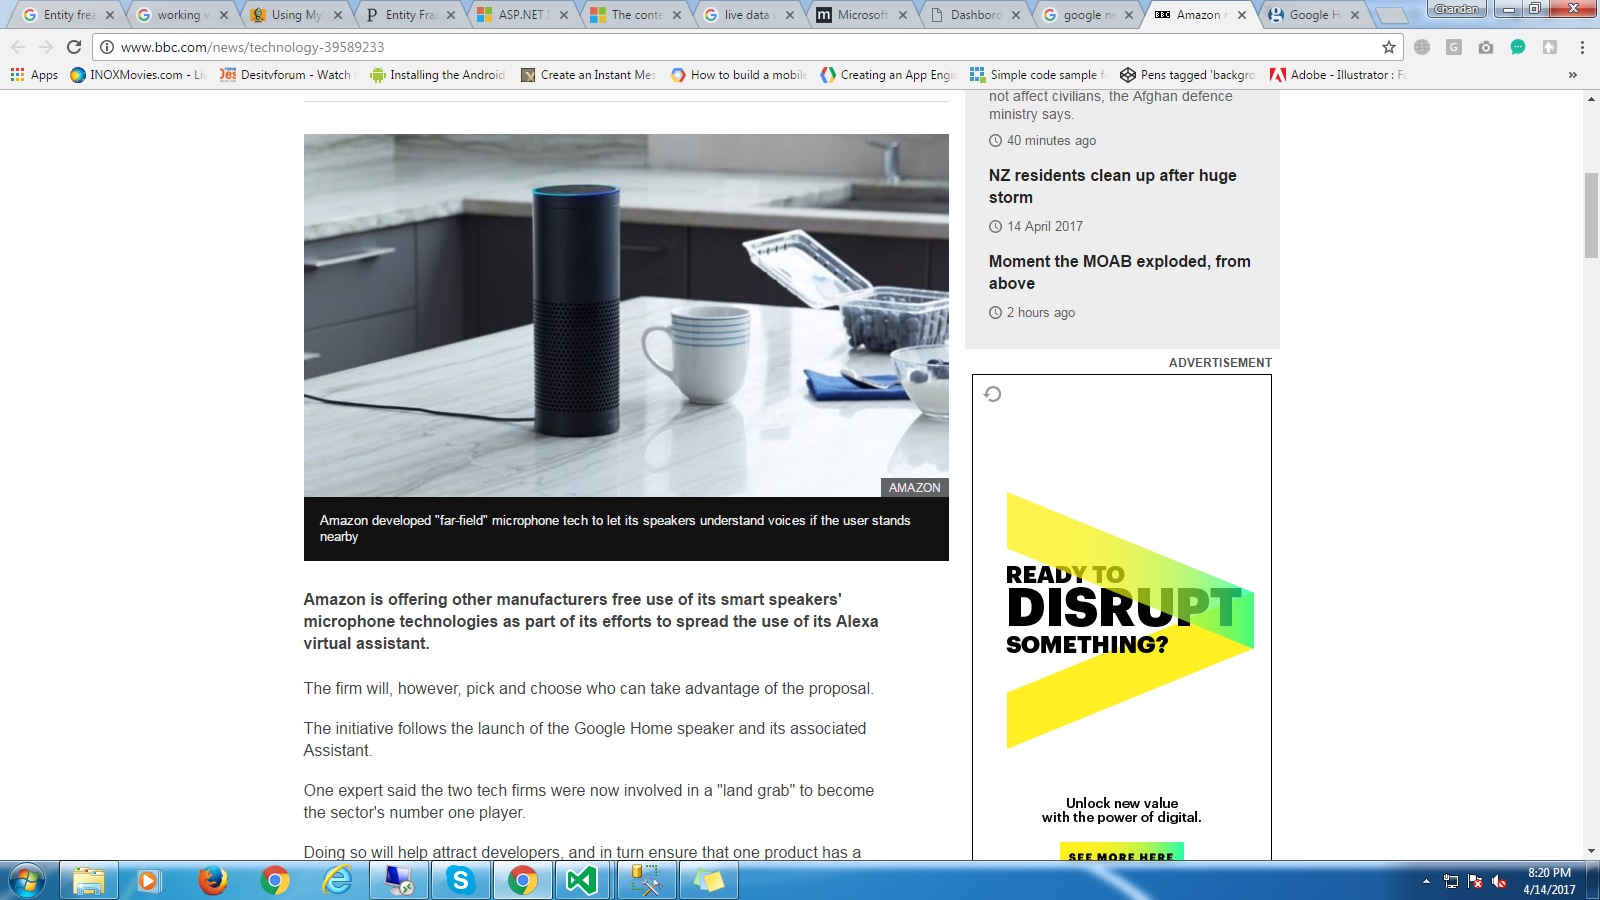 Entity frea
working w
Using MyS
Entity Fra
ASP.NET I
The conte
live data u
Microsoft
Dashbord
google ne
Amazon n
Google H
Chandan
www.bbc.com/news/technology-39589233
Apps
INOXMovies.com - Liv
Desitvforum - Watch
Installing the Android
Create an Instant Mes
How to build a mobile
Creating an App Engi
Simple code sample f
Pens tagged 'backgro
Adobe - Illustrator : Fo
»
not affect civilians, the Afghan defence
ministry says.
40 minutes ago
NZ residents clean up after huge
storm
14 April 2017
Moment the MOAB exploded, from
above
2 hours ago
AMAZON
Amazon developed "far-field" microphone tech to let its speakers understand voices if the user stands
nearby
Amazon is offering other manufacturers free use of its smart speakers'
microphone technologies as part of its efforts to spread the use of its Alexa
virtual assistant.
The firm will, however, pick and choose who can take advantage of the proposal.
The initiative follows the launch of the Google Home speaker and its associated
Assistant.
One expert said the two tech firms were now involved in a "land grab" to become
the sector's number one player.
Doing so will help attract developers, and in turn ensure that one product has a
ADVERTISEMENT
READY TO
DISRUPT
SOMETHING?
Unlock new value
with the power of digital.
SEE MORE HERE
8:20 PM
4/14/2017